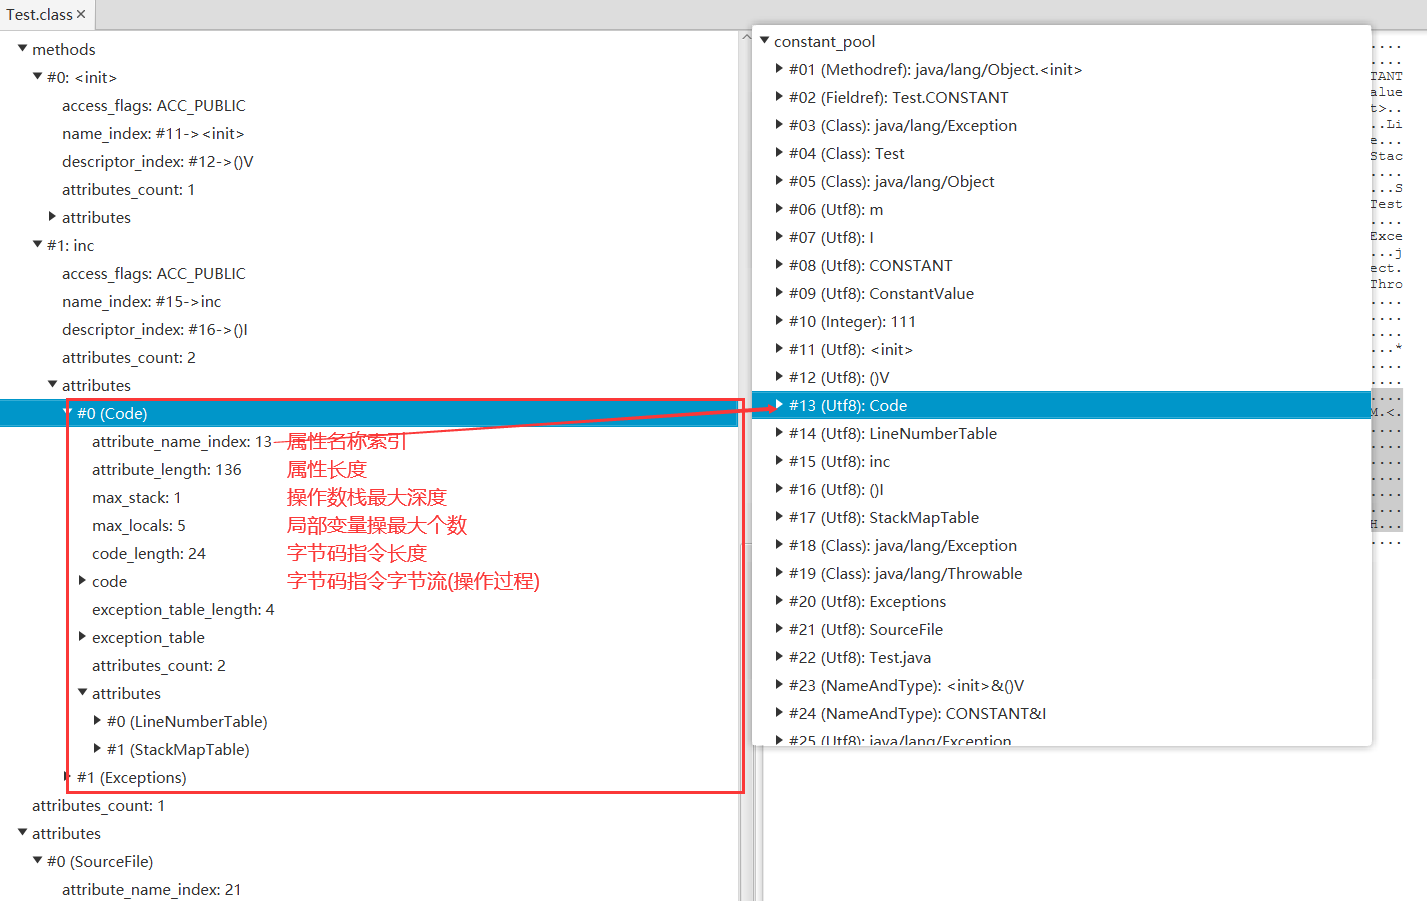 Test.class ×
methods
#0: <init>
access_flags: ACC_PUBLIC
name_index: #11-><init>
descriptor_index: #12->()V
attributes_count: 1
attributes
#1: inc
access_flags: ACC_PUBLIC
name_index: #15->inc
descriptor_index: #16->()I
attributes_count: 2
attributes
#0 (Code)
attribute_name_index: 13 属性名称索引
attribute_length: 136 属性长度
max_stack: 1 操作数栈最大深度
max_locals: 5 局部变量操最大个数
code_length: 24 字节码指令长度
code 字节码指令字节流(操作过程)
exception_table_length: 4
exception_table
attributes_count: 2
attributes
#0 (LineNumberTable)
#1 (StackMapTable)
#1 (Exceptions)
attributes_count: 1
attributes
#0 (SourceFile)
attribute_name_index: 21
constant_pool
#01 (Methodref): java/lang/Object.<init>
#02 (Fieldref): Test.CONSTANT
#03 (Class): java/lang/Exception
#04 (Class): Test
#05 (Class): java/lang/Object
#06 (Utf8): m
#07 (Utf8): I
#08 (Utf8): CONSTANT
#09 (Utf8): ConstantValue
#10 (Integer): 111
#11 (Utf8): <init>
#12 (Utf8): ()V
#13 (Utf8): Code
#14 (Utf8): LineNumberTable
#15 (Utf8): inc
#16 (Utf8): ()I
#17 (Utf8): StackMapTable
#18 (Class): java/lang/Exception
#19 (Class): java/lang/Throwable
#20 (Utf8): Exceptions
#21 (Utf8): SourceFile
#22 (Utf8): Test.java
#23 (NameAndType): <init>&()V
#24 (NameAndType): CONSTANT&I
#25 (Utf8): java/lang/Exception
....
....
TANT
alue
t>..
..Li
e...
Stac
....
...S
Test
....
Exce
...j
ect.
Thro
....
....
....
...*
....
....
....
M.<.
....
....
....
....
....
....
H...
....